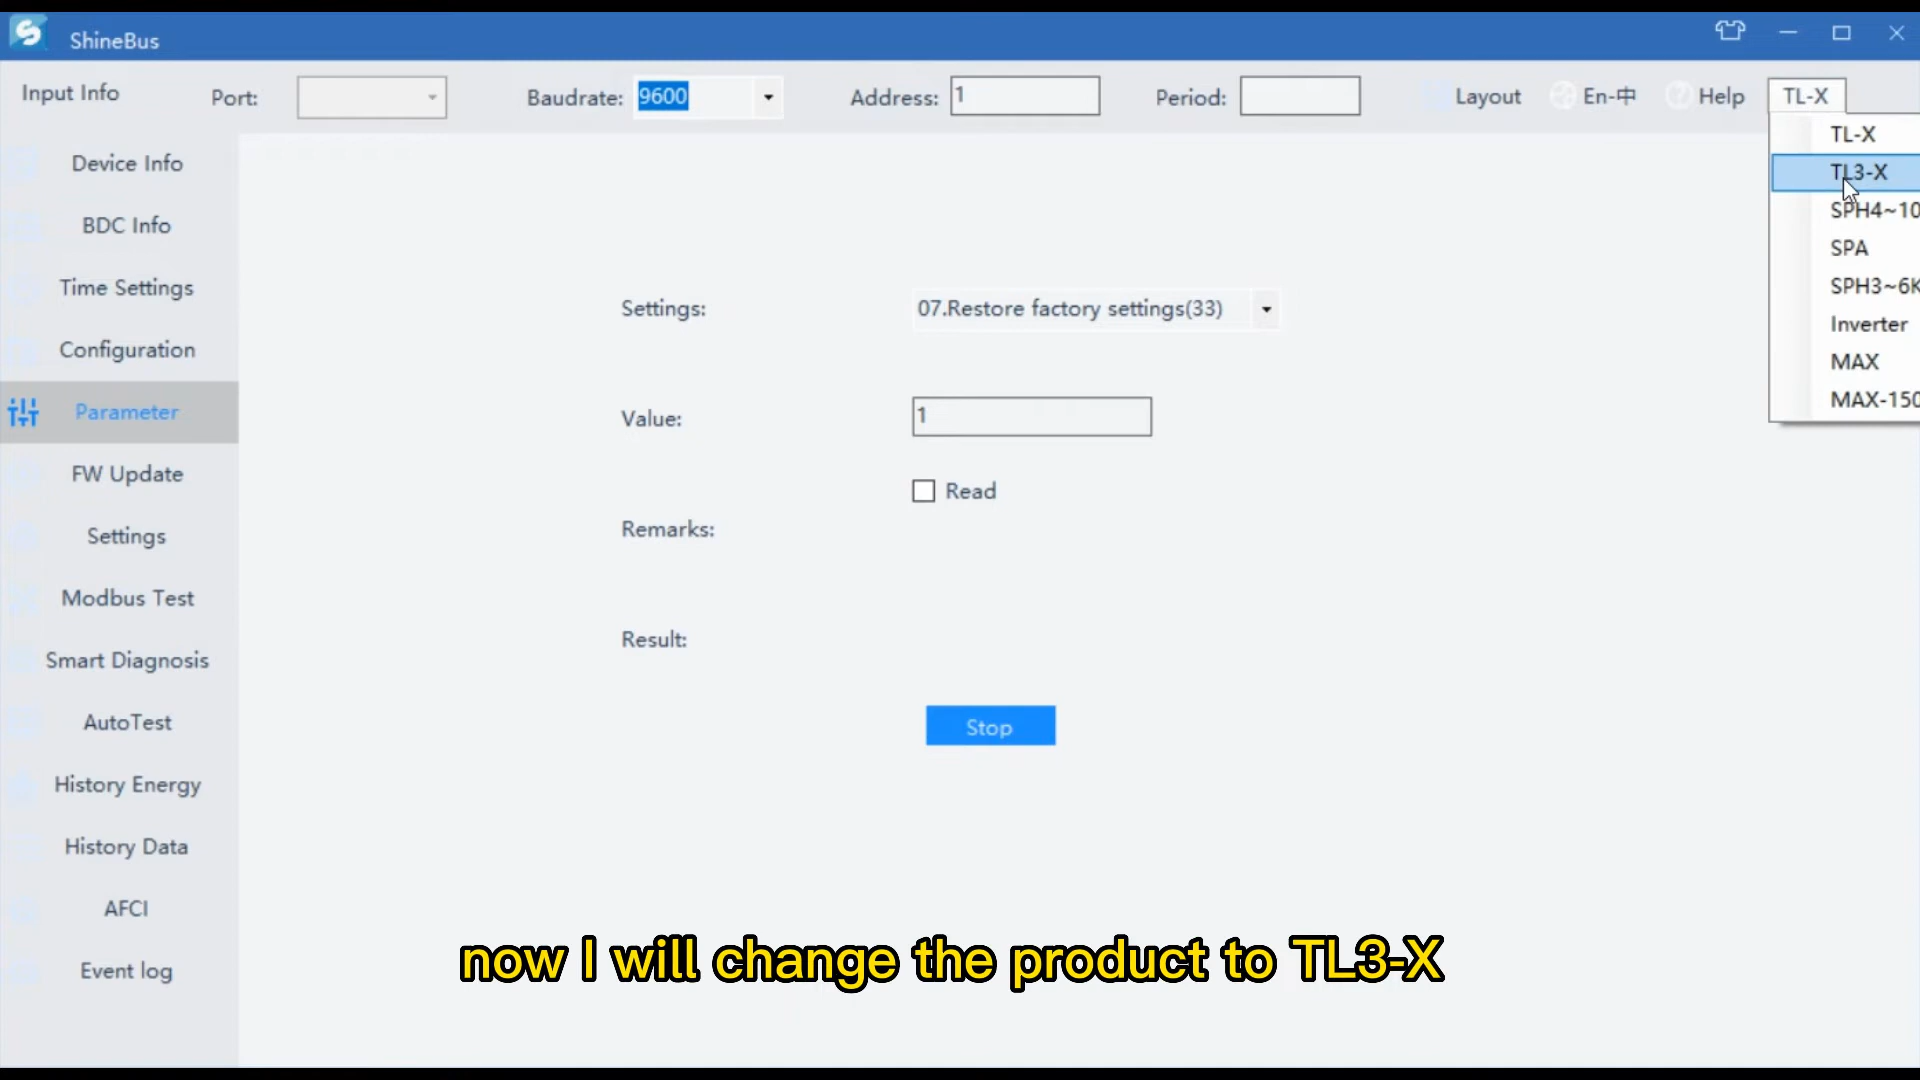 ShineBus
Input Info Port: Baudrate: 9600 Address: 1 Period: Layout En-中 Help TL-X
Device Info
BDC Info
Time Settings
Configuration
Parameter
FW Update
Settings
Modbus Test
Smart Diagnosis
AutoTest
History Energy
History Data
AFCI
Event log
Settings: 07.Restore factory settings(33)
Value: 1
Read
Remarks:
Result:
Stop
TL-X
TL3-X
SPH4~10
SPA
SPH3~6K
Inverter
MAX
MAX-150
now I will change the product to TL3-X